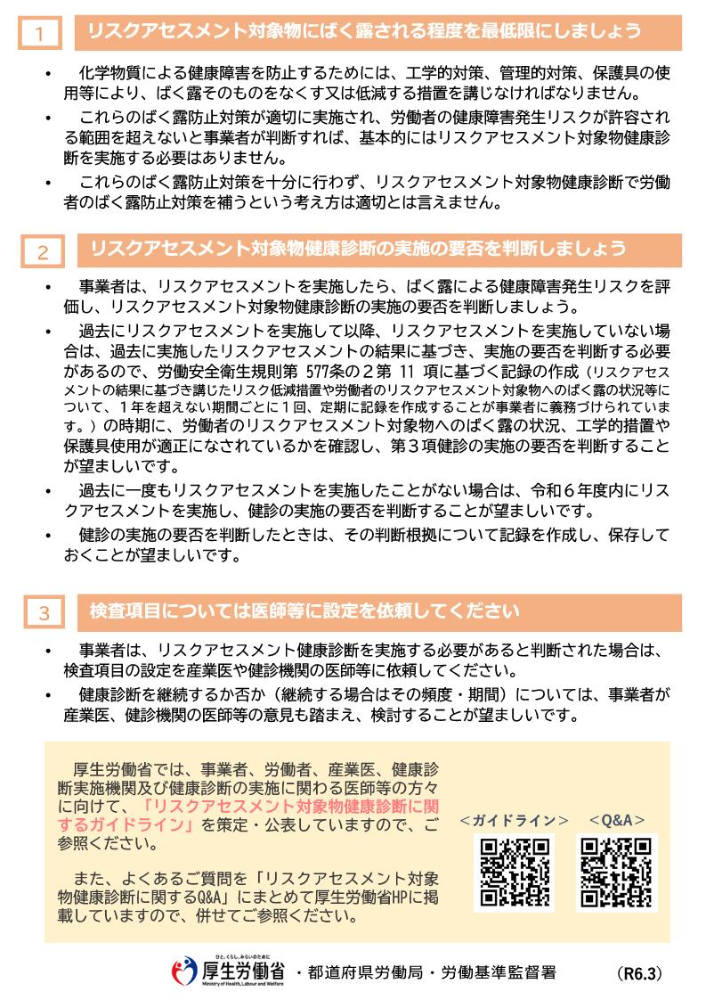 1
リスクアセスメント対象物にばく露される程度を最低限にしましょう
• 化学物質による健康障害を防止するためには、工学的対策、管理的対策、保護具の使
用等により、ばく露そのものをなくす又は低減する措置を講じなければなりません。
• これらのばく露防止対策が適切に実施され、労働者の健康障害発生リスクが許容され
る範囲を超えないと事業者が判断すれば、基本的にはリスクアセスメント対象物健康診
断を実施する必要はありません。
• これらのばく露防止対策を十分に行わず、リスクアセスメント対象物健康診断で労働
者のばく露防止対策を補うという考え方は適切とは言えません。
2
リスクアセスメント対象物健康診断の実施の要否を判断しましょう
• 事業者は、リスクアセスメントを実施したら、ばく露による健康障害発生リスクを評
価し、リスクアセスメント対象物健康診断の実施の要否を判断しましょう。
• 過去にリスクアセスメントを実施して以降、リスクアセスメントを実施していない場
合は、過去に実施したリスクアセスメントの結果に基づき、実施の要否を判断する必要
があるので、労働安全衛生規則第 577条の２第 11 項に基づく記録の作成（リスクアセス
メントの結果に基づき講じたリスク低減措置や労働者のリスクアセスメント対象物へのばく露の状況等に
ついて、１年を超えない期間ごとに１回、定期に記録を作成することが事業者に義務づけられていま
す。）の時期に、労働者のリスクアセスメント対象物へのばく露の状況、工学的措置や
保護具使用が適正になされているかを確認し、第３項健診の実施の要否を判断すること
が望ましいです。
• 過去に一度もリスクアセスメントを実施したことがない場合は、令和６年度内にリス
クアセスメントを実施し、健診の実施の要否を判断することが望ましいです。
• 健診の実施の要否を判断したときは、その判断根拠について記録を作成し、保存して
おくことが望ましいです。
3
検査項目については医師等に設定を依頼してください
• 事業者は、リスクアセスメント健康診断を実施する必要があると判断された場合は、
検査項目の設定を産業医や健診機関の医師等に依頼してください。
• 健康診断を継続するか否か（継続する場合はその頻度・期間）については、事業者が
産業医、健診機関の医師等の意見も踏まえ、検討することが望ましいです。
厚生労働省では、事業者、労働者、産業医、健康診
断実施機関及び健康診断の実施に関わる医師等の方々
に向けて、「リスクアセスメント対象物健康診断に関
するガイドライン」を策定・公表していますので、ご
参照ください。
また、よくあるご質問を「リスクアセスメント対象
物健康診断に関するQ&A」にまとめて厚生労働省HPに掲
載していますので、併せてご参照ください。
＜ガイドライン＞ ＜Q&A＞
ひと、くらし、みらいのために
厚生労働省 ・都道府県労働局・労働基準監督署 （R6.3）
Ministry of Health, Labour and Welfare